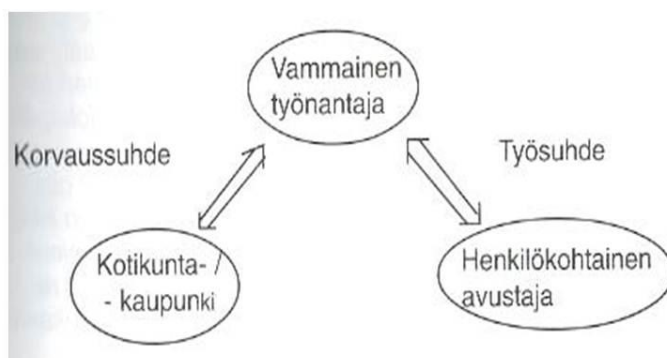 Vammainen
työnantaja
Korvaussuhde
Työsuhde
Kotikunta- /
- kaupunki
Henkilökohtainen
avustaja